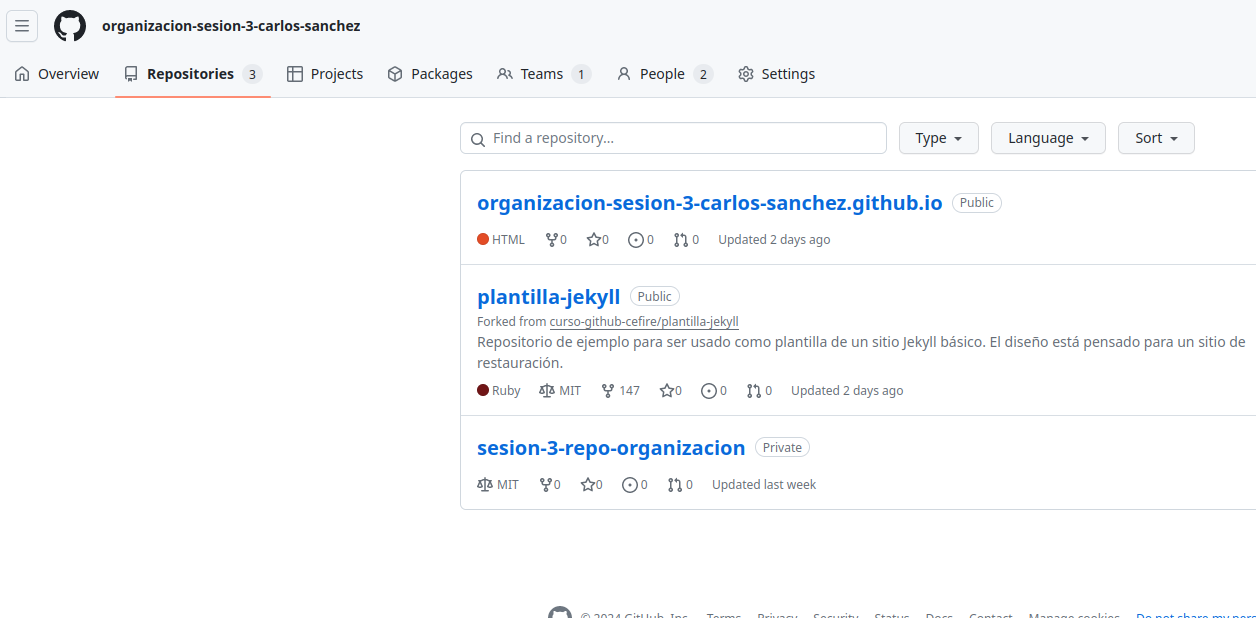 organizacion-sesion-3-carlos-sanchez
Overview Repositories 3 Projects Packages Teams 1 People 2 Settings
Find a repository... Type Language Sort
organizacion-sesion-3-carlos-sanchez.github.io Public
HTML 0 0 0 0 Updated 2 days ago
plantilla-jekyll Public
Forked from curso-github-cefire/plantilla-jekyll
Repositorio de ejemplo para ser usado como plantilla de un sitio Jekyll básico. El diseño está pensado para un sitio de
restauración.
Ruby MIT 147 0 0 0 Updated 2 days ago
sesion-3-repo-organizacion Private
MIT 0 0 0 0 Updated last week
© 2024 GitHub, Inc. Terms Privacy Security Status Docs Contact Manage cookies Do not share my pers